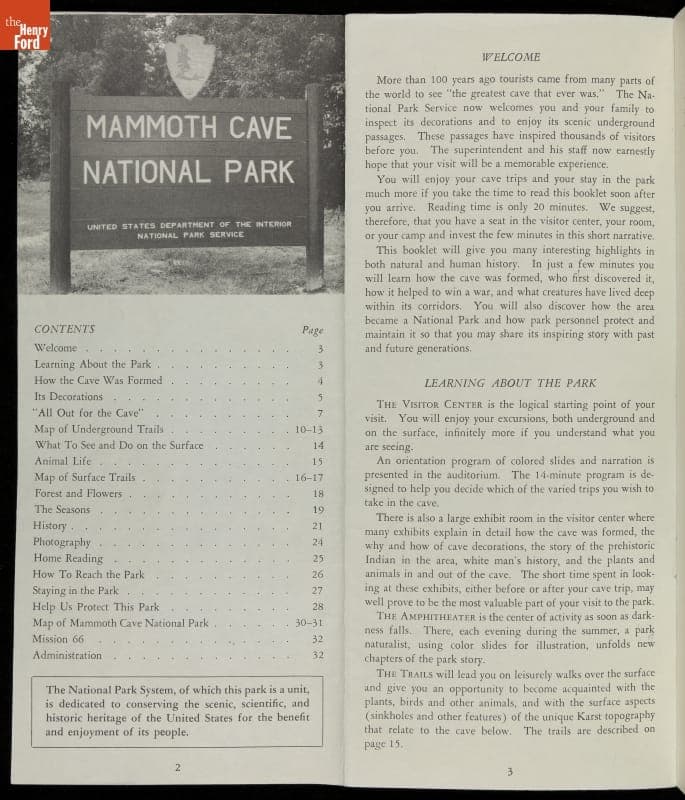 the
Henry
Ford
MAMMOTH CAVE
NATIONAL PARK
UNITED STATES DEPARTMENT OF THE INTERIOR
NATIONAL PARK SERVICE
CONTENTS Page
Welcome . . . . . . . . . . . . . . . 3
Learning About the Park . . . . . . . . . . 3
How the Cave Was Formed . . . . . . . . . 4
Its Decorations . . . . . . . . . . . . . 5
"All Out for the Cave" . . . . . . . . . . 7
Map of Underground Trails . . . . . . . . . 10–13
What To See and Do on the Surface . . . . . . 14
Animal Life . . . . . . . . . . . . . . 15
Map of Surface Trails . . . . . . . . . . . 16–17
Forest and Flowers . . . . . . . . . . . . 18
The Seasons . . . . . . . . . . . . . . 19
History . . . . . . . . . . . . . . . . 21
Photography . . . . . . . . . . . . . . 24
Home Reading . . . . . . . . . . . . . 25
How To Reach the Park . . . . . . . . . . 26
Staying in the Park . . . . . . . . . . . . 27
Help Us Protect This Park . . . . . . . . . 28
Map of Mammoth Cave National Park . . . . . . 30–31
Mission 66 . . . . . . . . . . . . . . 32
Administration . . . . . . . . . . . . . 32
The National Park System, of which this park is a unit,
is dedicated to conserving the scenic, scientific, and
historic heritage of the United States for the benefit
and enjoyment of its people.
2
WELCOME
More than 100 years ago tourists came from many parts of
the world to see "the greatest cave that ever was." The Na-
tional Park Service now welcomes you and your family to
inspect its decorations and to enjoy its scenic underground
passages. These passages have inspired thousands of visitors
before you. The superintendent and his staff now earnestly
hope that your visit will be a memorable experience.
You will enjoy your cave trips and your stay in the park
much more if you take the time to read this booklet soon after
you arrive. Reading time is only 20 minutes. We suggest,
therefore, that you have a seat in the visitor center, your room,
or your camp and invest the few minutes in this short narrative.
This booklet will give you many interesting highlights in
both natural and human history. In just a few minutes you
will learn how the cave was formed, who first discovered it,
how it helped to win a war, and what creatures have lived deep
within its corridors. You will also discover how the area
became a National Park and how park personnel protect and
maintain it so that you may share its inspiring story with past
and future generations.
LEARNING ABOUT THE PARK
THE VISITOR CENTER is the logical starting point of your
visit. You will enjoy your excursions, both underground and
on the surface, infinitely more if you understand what you
are seeing.
An orientation program of colored slides and narration is
presented in the auditorium. The 14-minute program is de-
signed to help you decide which of the varied trips you wish to
take in the cave.
There is also a large exhibit room in the visitor center where
many exhibits explain in detail how the cave was formed, the
why and how of cave decorations, the story of the prehistoric
Indian in the area, white man's history, and the plants and
animals in and out of the cave. The short time spent in look-
ing at these exhibits, either before or after your cave trip, may
well prove to be the most valuable part of your visit to the park.
THE AMPHITHEATER is the center of activity as soon as dark-
ness falls. There, each evening during the summer, a park
naturalist, using color slides for illustration, unfolds new
chapters of the park story.
THE TRAILS will lead you on leisurely walks over the surface
and give you an opportunity to become acquainted with the
plants, birds and other animals, and with the surface aspects
(sinkholes and other features) of the unique Karst topography
that relate to the cave below. The trails are described on
page 15.
3